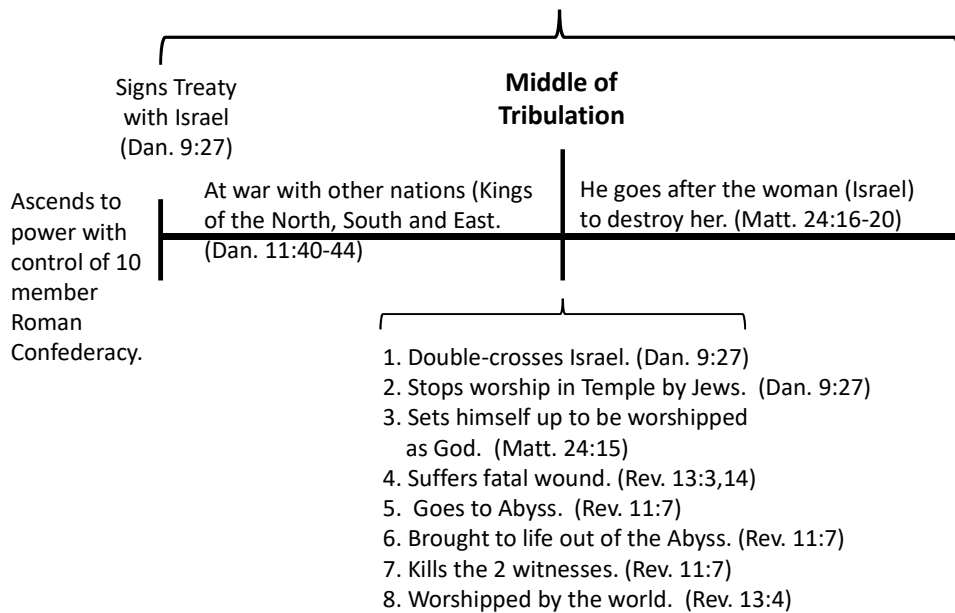 Signs Treaty
with Israel
(Dan. 9:27)
Middle of
Tribulation
Ascends to
power with
control of 10
member
Roman
Confederacy.
At war with other nations (Kings
of the North, South and East.
(Dan. 11:40-44)
He goes after the woman (Israel)
to destroy her. (Matt. 24:16-20)
1. Double-crosses Israel. (Dan. 9:27)
2. Stops worship in Temple by Jews.  (Dan. 9:27)
3. Sets himself up to be worshipped
as God.  (Matt. 24:15)
4. Suffers fatal wound. (Rev. 13:3,14)
5.  Goes to Abyss.  (Rev. 11:7)
6. Brought to life out of the Abyss. (Rev. 11:7)
7. Kills the 2 witnesses. (Rev. 11:7)
8. Worshipped by the world.  (Rev. 13:4)